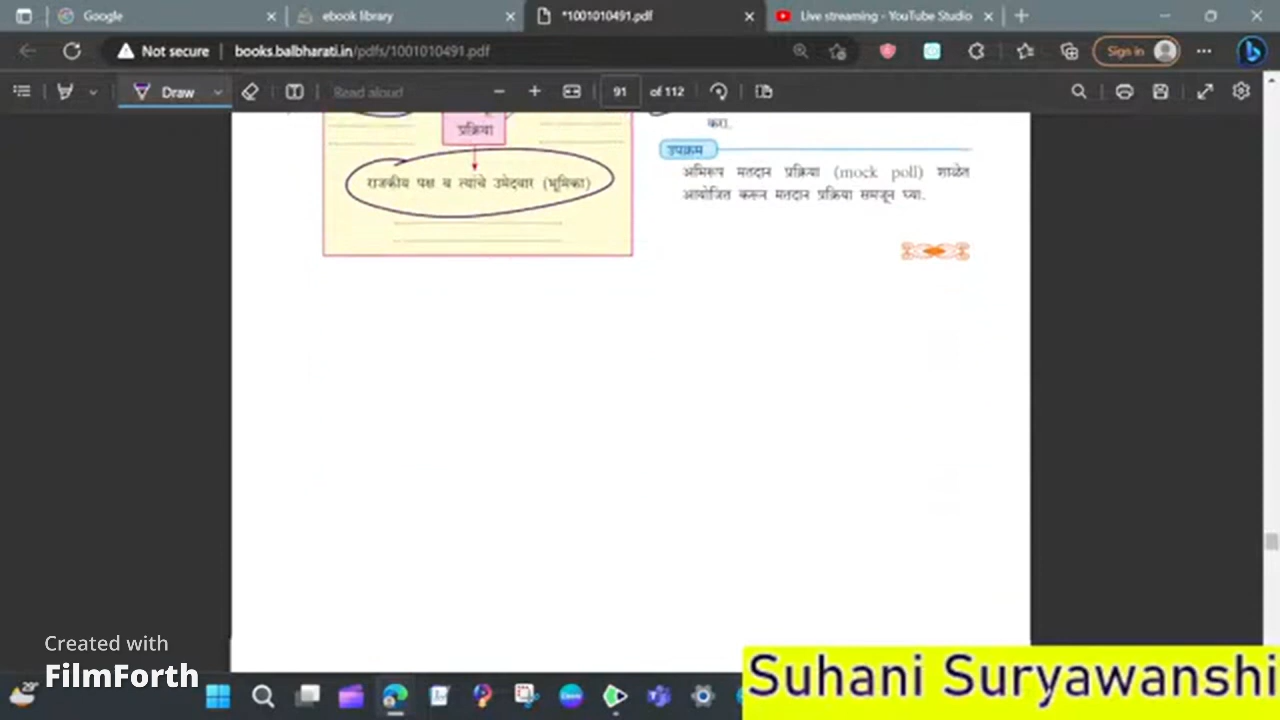 Google
ebook library
*1001010491.pdf
Live streaming - YouTube Studio
Not secure
books.balbharati.in/pdfs/1001010491.pdf
Sign in
Draw
Read aloud
91
of 112
प्रक्रिया
राजकीय पक्ष व त्यांचे उमेदवार (भूमिका)
करा.
उपक्रम
अभिरूप मतदान प्रक्रिया (mock poll) शाळेत
आयोजित करून मतदान प्रक्रिया समजून घ्या.
Created with
FilmForth
Suhani Suryawanshi
29°